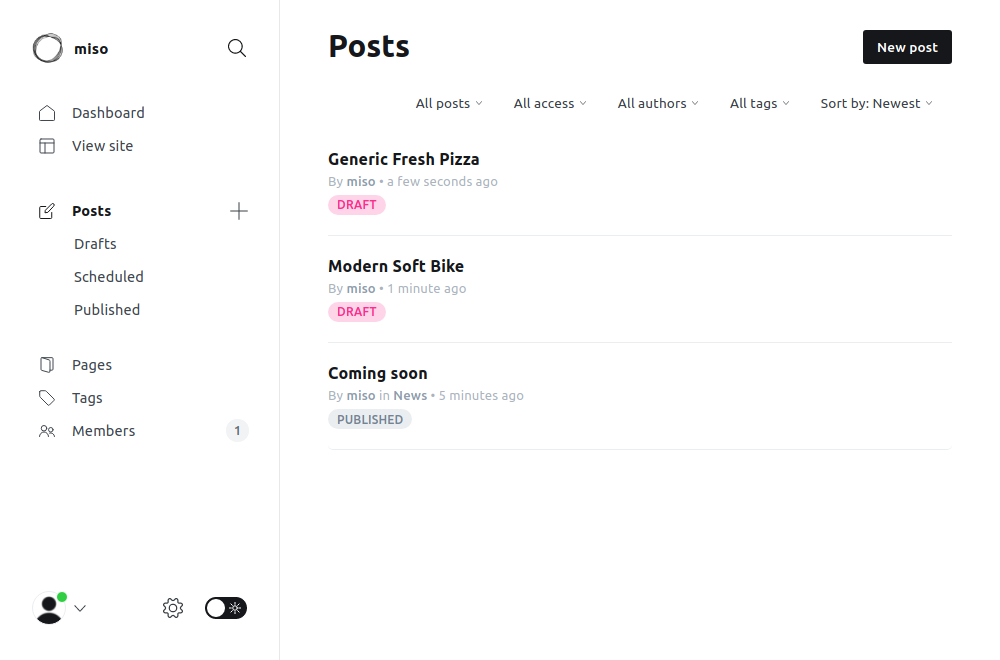 miso
Dashboard
View site
Posts
Drafts
Scheduled
Published
Pages
Tags
Members 1
Posts
New post
All posts All access All authors All tags Sort by: Newest
Generic Fresh Pizza
By miso • a few seconds ago
DRAFT
Modern Soft Bike
By miso • 1 minute ago
DRAFT
Coming soon
By miso in News • 5 minutes ago
PUBLISHED